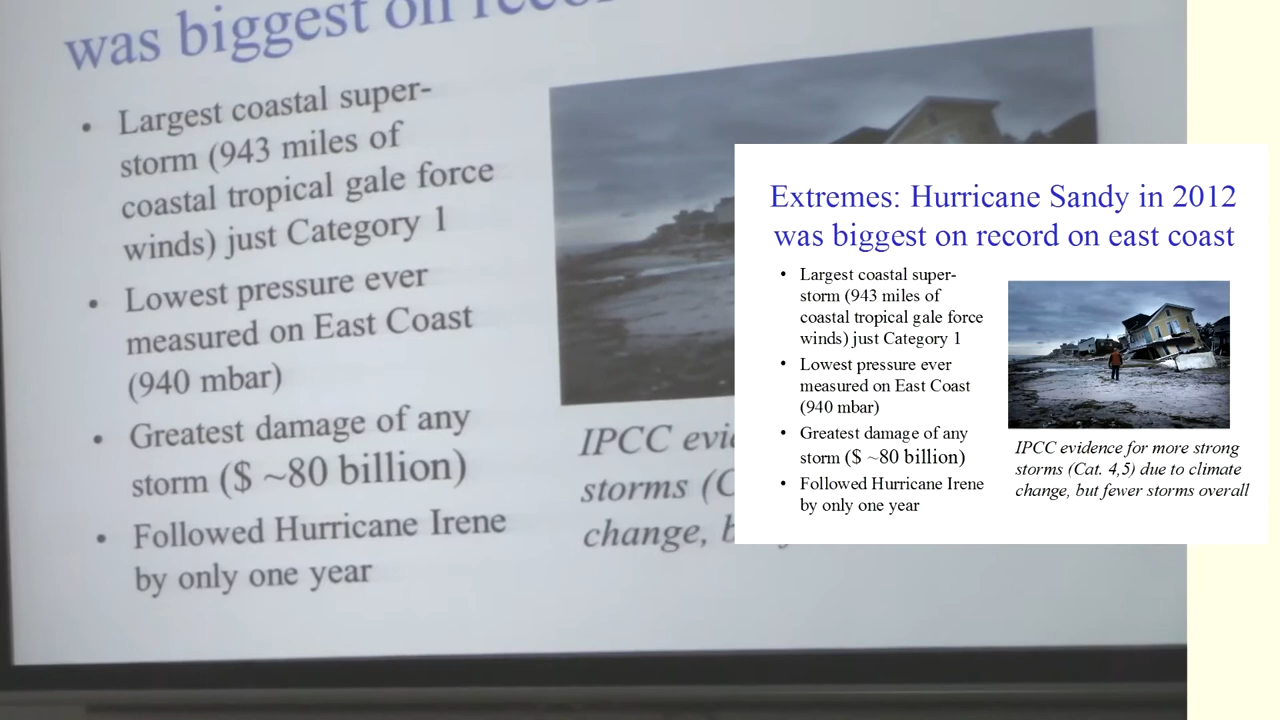 was biggest on reco
• Largest coastal super-
storm (943 miles of
coastal tropical gale force
winds) just Category 1
• Lowest pressure ever
measured on East Coast
(940 mbar)
• Greatest damage of any
storm ($ ~80 billion)
• Followed Hurricane Irene
by only one year
IPCC evi
storms (C
change, b
Extremes: Hurricane Sandy in 2012
was biggest on record on east coast
• Largest coastal super-
storm (943 miles of
coastal tropical gale force
winds) just Category 1
• Lowest pressure ever
measured on East Coast
(940 mbar)
• Greatest damage of any
storm ($ ~80 billion)
• Followed Hurricane Irene
by only one year
IPCC evidence for more strong
storms (Cat. 4,5) due to climate
change, but fewer storms overall